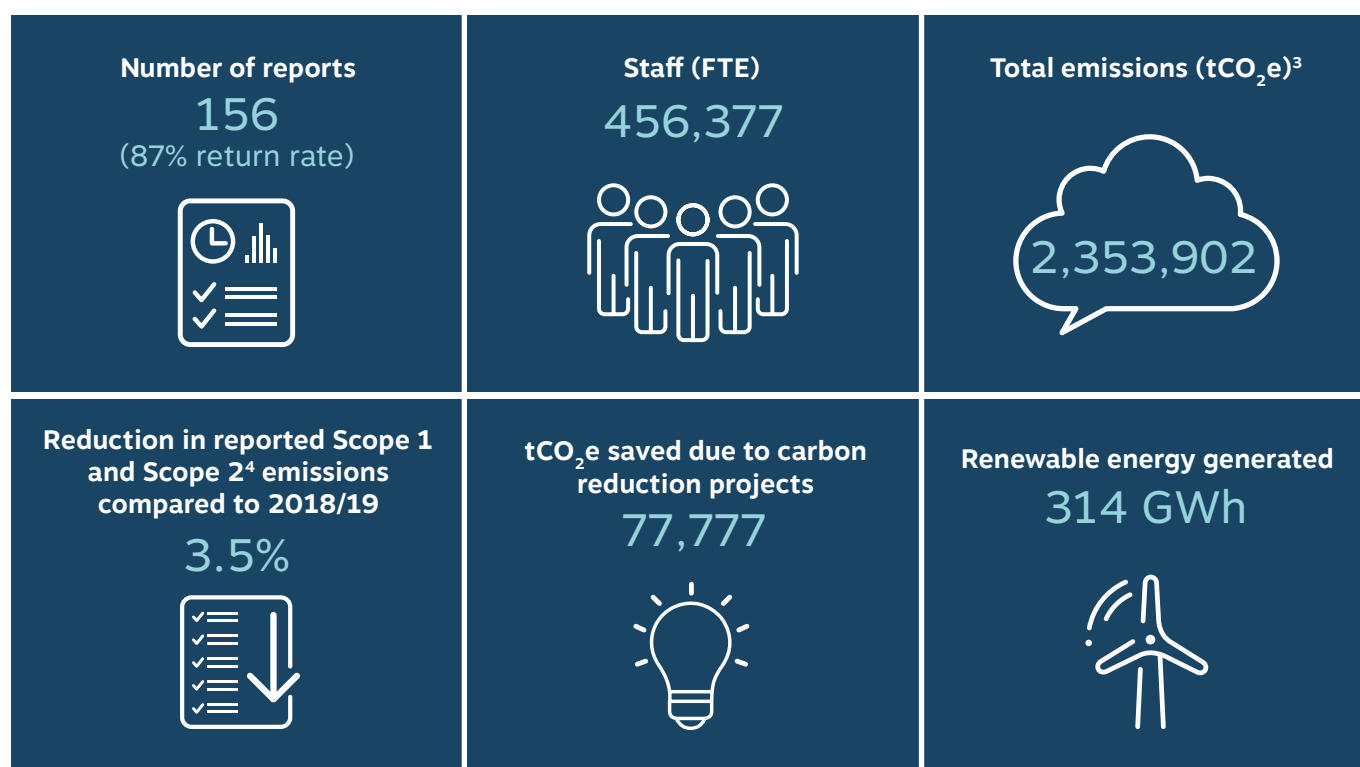 Number of reports
156
(87% return rate)
Staff (FTE)
456,377
Total emissions (tCO₂e)³
2,353,902
Reduction in reported Scope 1
and Scope 2⁴ emissions
compared to 2018/19
3.5%
tCO₂e saved due to carbon
reduction projects
77,777
Renewable energy generated
314 GWh